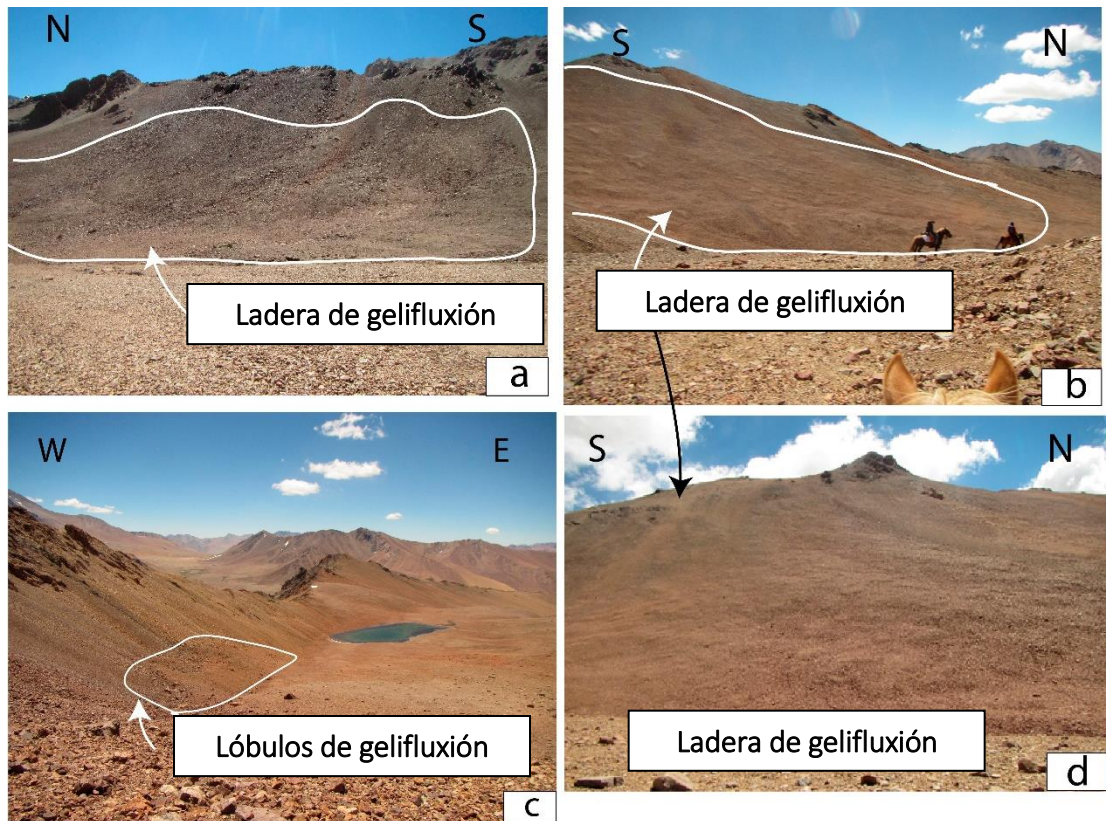 N S
Ladera de gelifluxión
a
S N
Ladera de gelifluxión
b
W E
Lóbulos de gelifluxión
c
S N
Ladera de gelifluxión
d